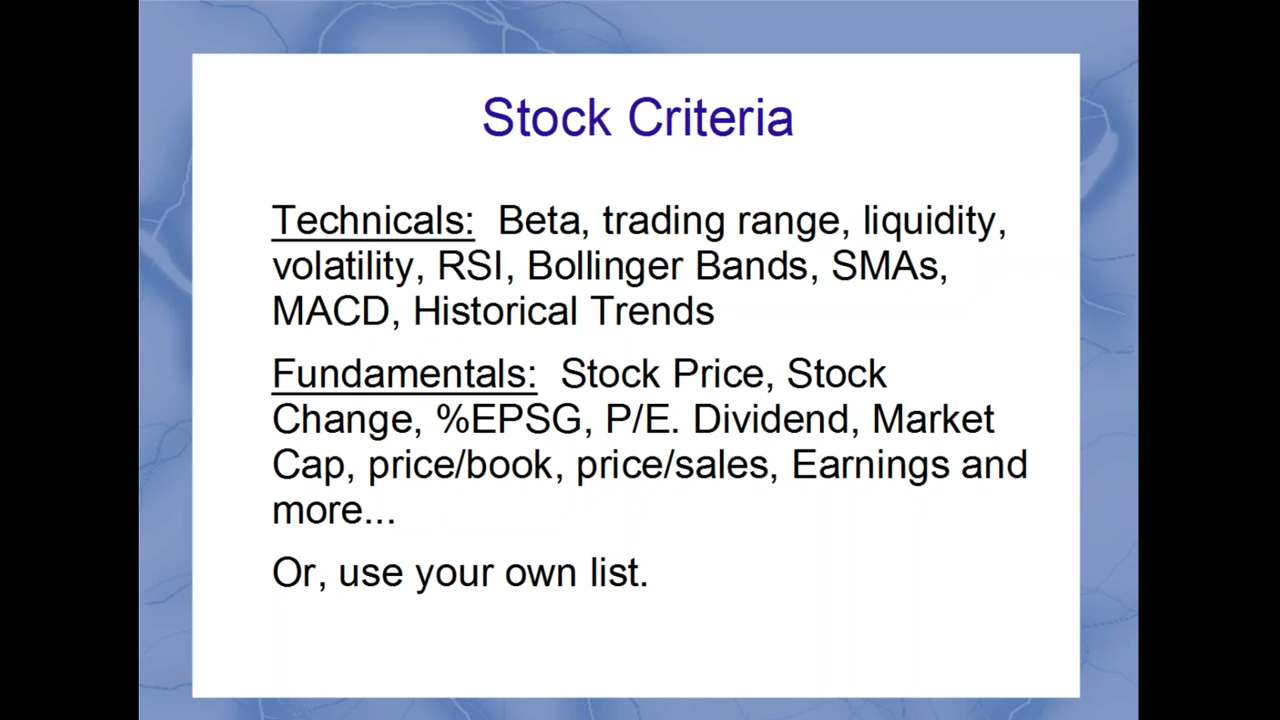 Stock Criteria
Technicals:  Beta, trading range, liquidity,
volatility, RSI, Bollinger Bands, SMAs,
MACD, Historical Trends
Fundamentals:  Stock Price, Stock
Change, %EPSG, P/E. Dividend, Market
Cap, price/book, price/sales, Earnings and
more...
Or, use your own list.